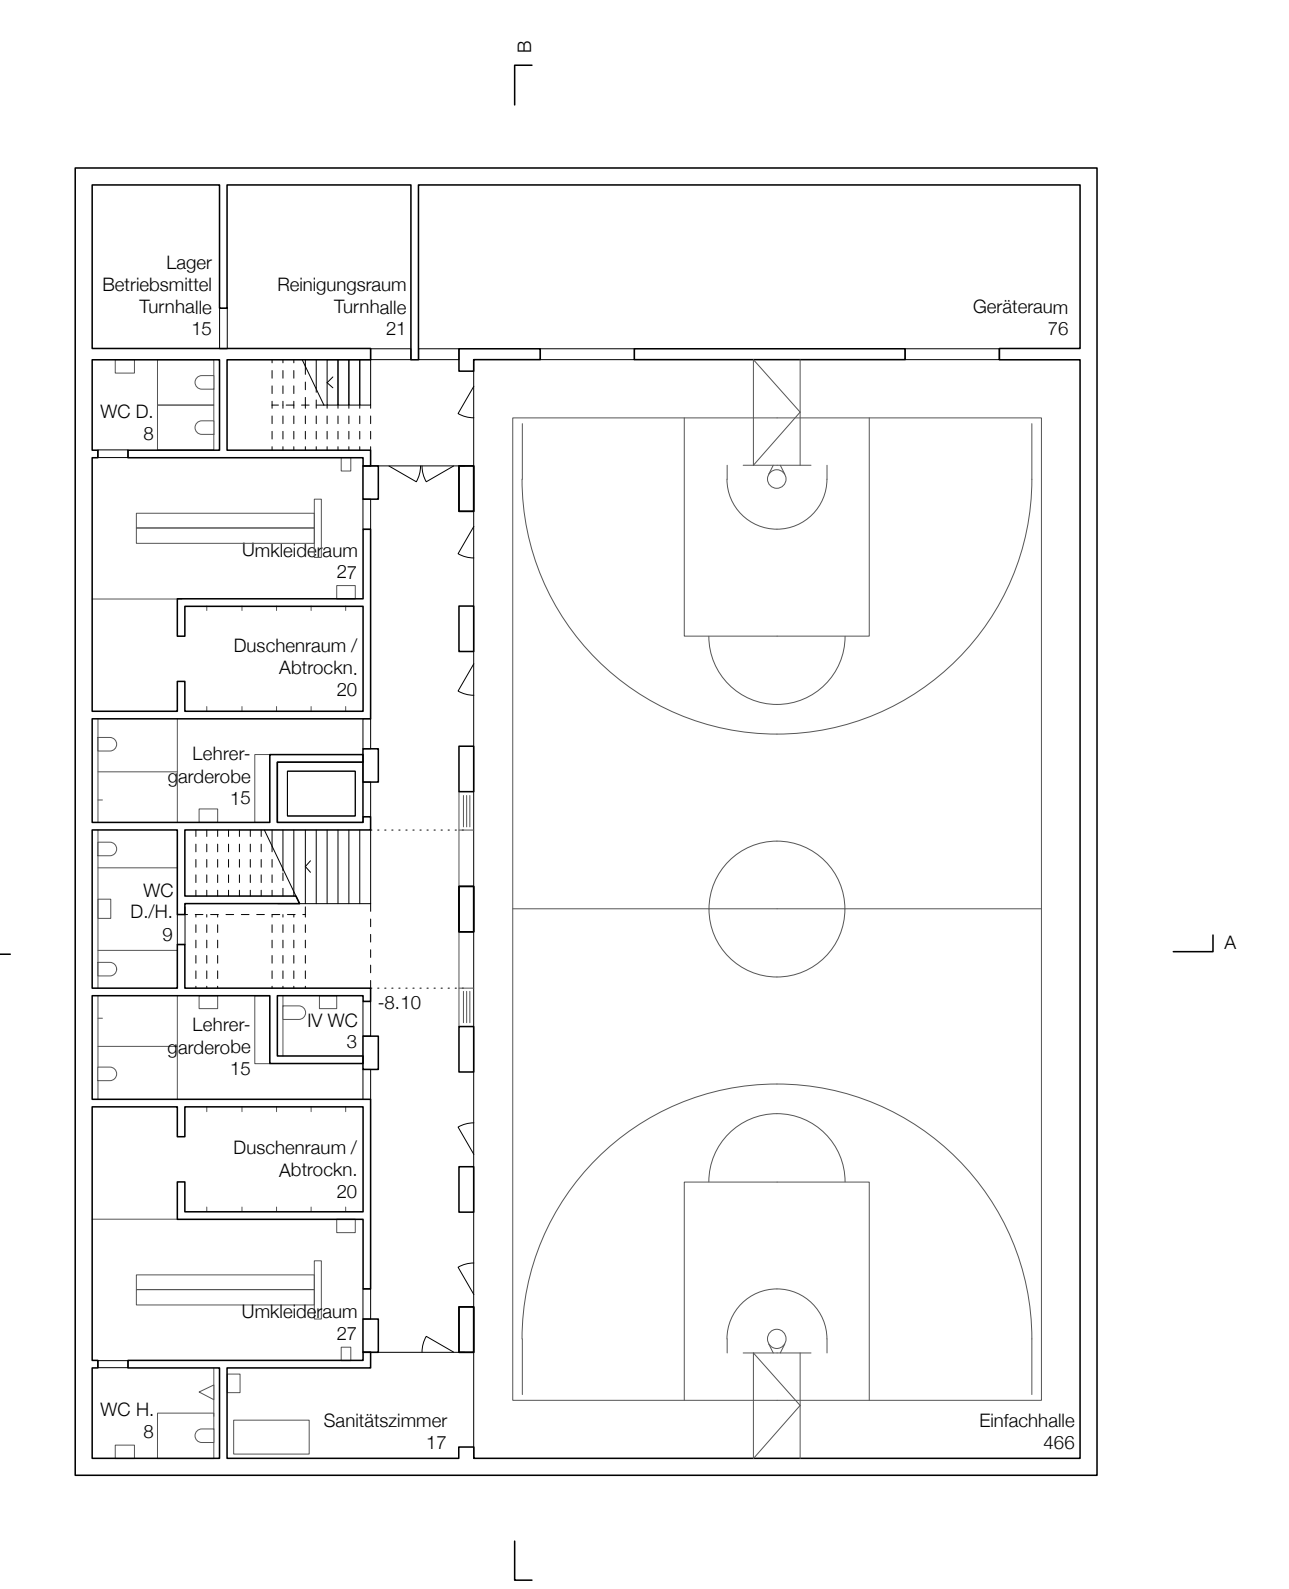 B
Lager
Betriebsmittel
Turnhalle
15
Reinigungsraum
Turnhalle
21
Geräteraum
76
WC D.
8
Umkleideraum
27
Duschenraum /
Abtrockn.
20
Lehrer-
garderobe
15
WC
D./H.
9
A
-8.10
IV WC
3
Lehrer-
garderobe
15
Duschenraum /
Abtrockn.
20
Umkleideraum
27
WC H.
8
Sanitätszimmer
17
Einfachhalle
466